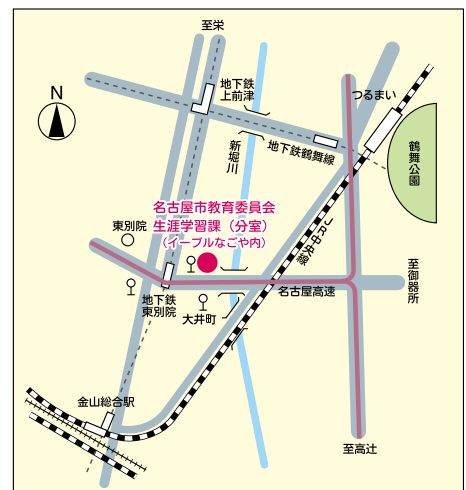 至栄
地下鉄
上前津
つるまい
N
新堀川
地下鉄鶴舞線
鶴舞公園
名古屋市教育委員会
生涯学習課（分室）
（イーブルなごや内）
東別院
JR中央線
至御器所
地下鉄
東別院
大井町
名古屋高速
金山総合駅
至高辻